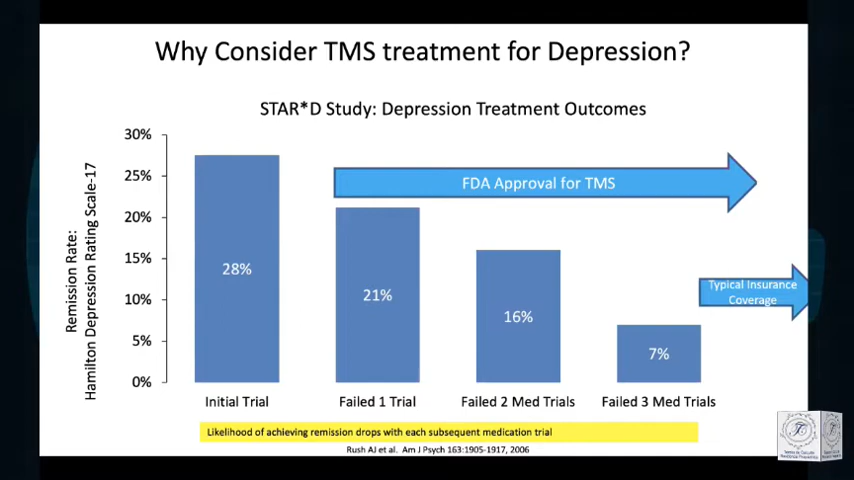 Why Consider TMS treatment for Depression?
STAR*D Study: Depression Treatment Outcomes
Remission Rate:
Hamilton Depression Rating Scale-17
30%
25%
20%
15%
10%
5%
0%
FDA Approval for TMS
Typical Insurance
Coverage
28%
21%
16%
7%
Initial Trial
Failed 1 Trial
Failed 2 Med Trials
Failed 3 Med Trials
Likelihood of achieving remission drops with each subsequent medication trial
Rush AJ et al. Am J Psych 163:1905-1917, 2006